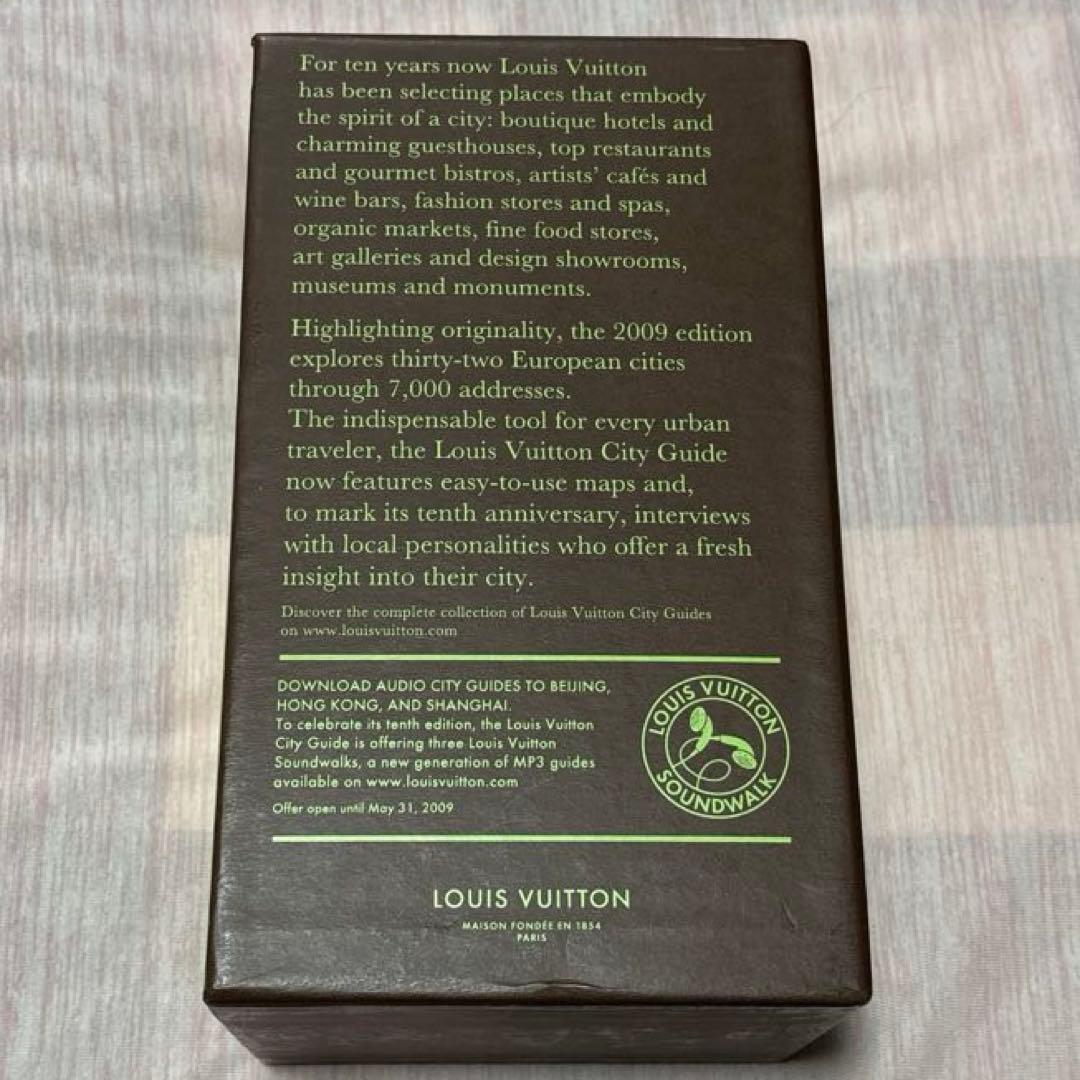 For ten years now Louis Vuitton
has been selecting places that embody
the spirit of a city: boutique hotels and
charming guesthouses, top restaurants
and gourmet bistros, artists’ cafés and
wine bars, fashion stores and spas,
organic markets, fine food stores,
art galleries and design showrooms,
museums and monuments.
Highlighting originality, the 2009 edition
explores thirty-two European cities
through 7,000 addresses.
The indispensable tool for every urban
traveler, the Louis Vuitton City Guide
now features easy-to-use maps and,
to mark its tenth anniversary, interviews
with local personalities who offer a fresh
insight into their city.
Discover the complete collection of Louis Vuitton City Guides
on www.louisvuitton.com
DOWNLOAD AUDIO CITY GUIDES TO BEIJING,
HONG KONG, AND SHANGHAI.
To celebrate its tenth edition, the Louis Vuitton
City Guide is offering three Louis Vuitton
Soundwalks, a new generation of MP3 guides
available on www.louisvuitton.com
Offer open until May 31, 2009
LOUIS VUITTON
SOUNDWALK
LOUIS VUITTON
MAISON FONDÉE EN 1854
PARIS